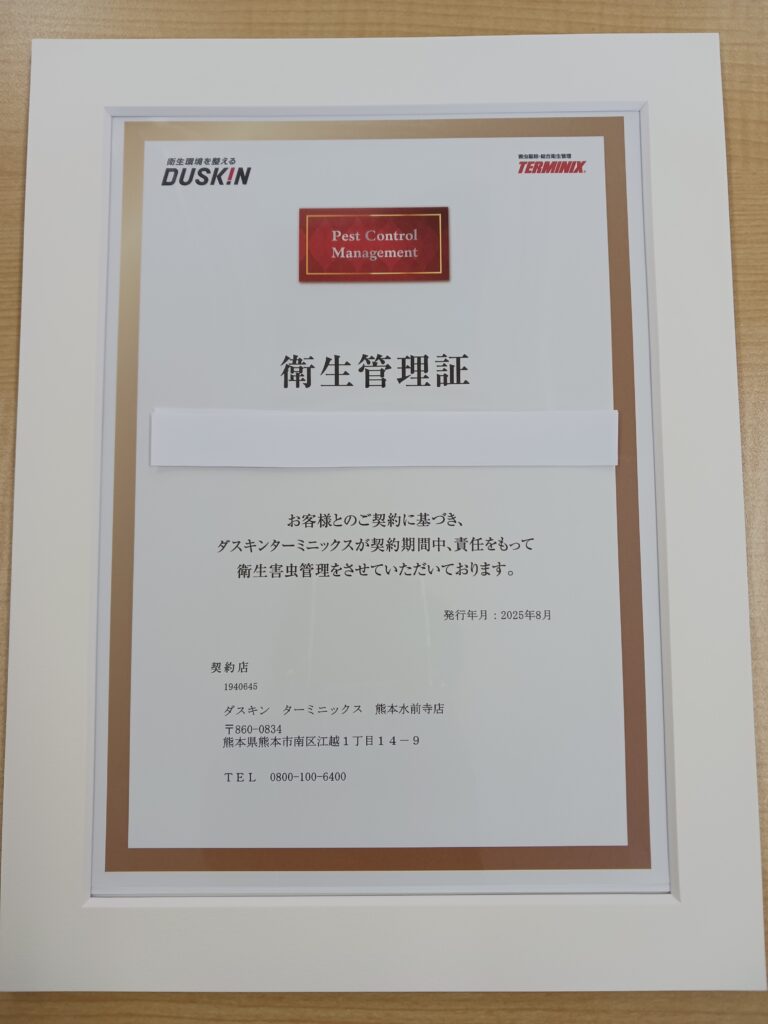 衛生環境を整える
DUSK!N
害虫駆除・総合衛生管理
TERMINIX®
Pest Control
Management
衛生管理証
お客様とのご契約に基づき、
ダスキンターミニックスが契約期間中、責任をもって
衛生害虫管理をさせていただいております。
発行年月：2025年8月
契約店
1940645
ダスキン ターミニックス 熊本水前寺店
〒860-0834
熊本県熊本市南区江越１丁目１４－９
ＴＥＬ 0800-100-6400